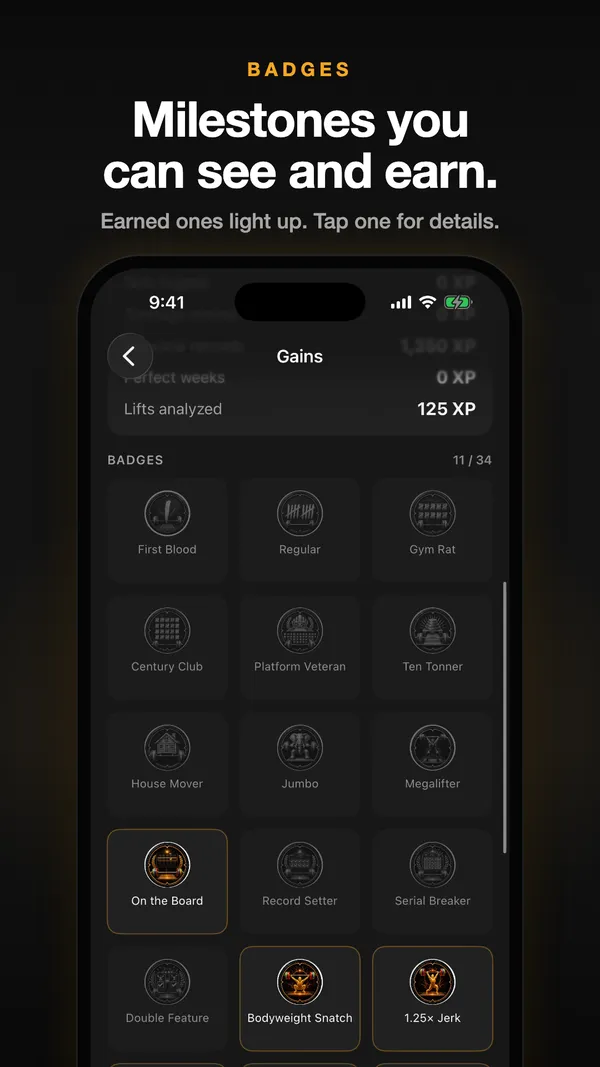 BADGES
Milestones you
can see and earn.
Earned ones light up. Tap one for details.
9:41
Gains
1,350 XP
Perfect weeks 0 XP
Lifts analyzed 125 XP
BADGES 11 / 34
First Blood Regular Gym Rat
Century Club Platform Veteran Ten Tonner
House Mover Jumbo Megalifter
On the Board Record Setter Serial Breaker
Double Feature Bodyweight Snatch 1.25× Jerk